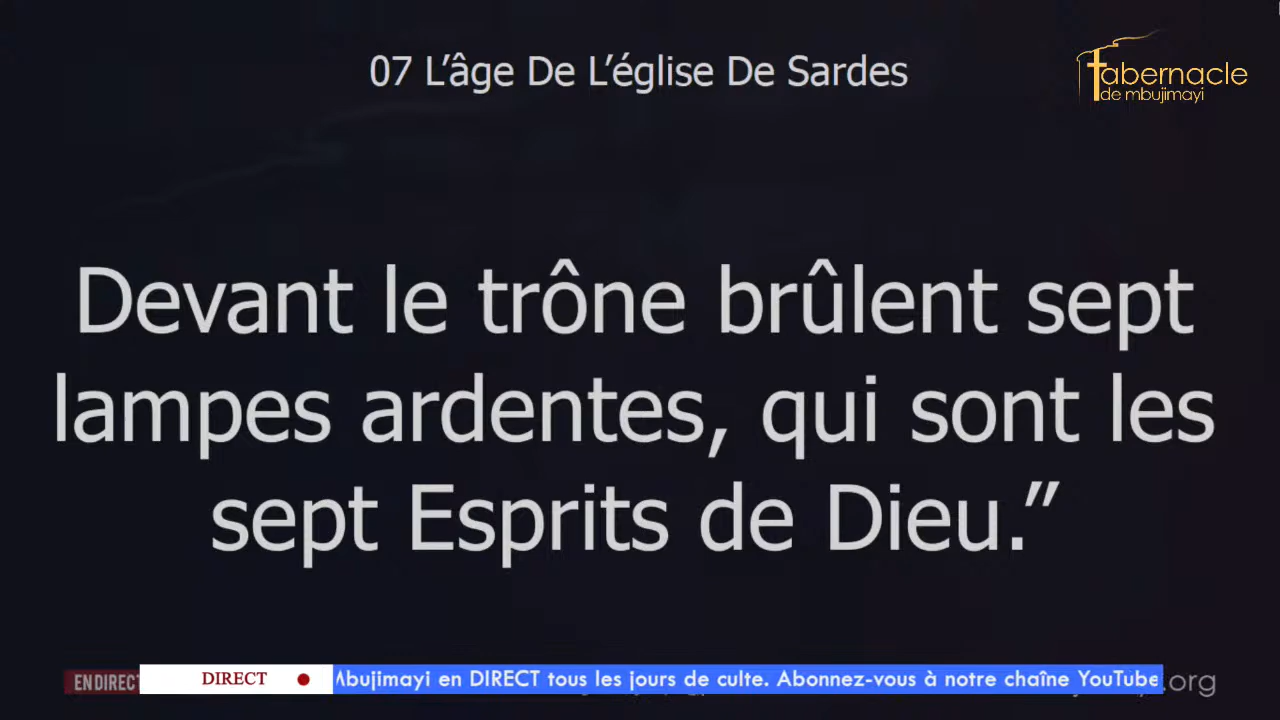 07 L’âge De L’église De Sardes
Tabernacle
de mbujimayi
Devant le trône brûlent sept
lampes ardentes, qui sont les
sept Esprits de Dieu.”
EN DIRECT
DIRECT
Mbujimayi en DIRECT tous les jours de culte. Abonnez-vous à notre chaîne YouTube
.org